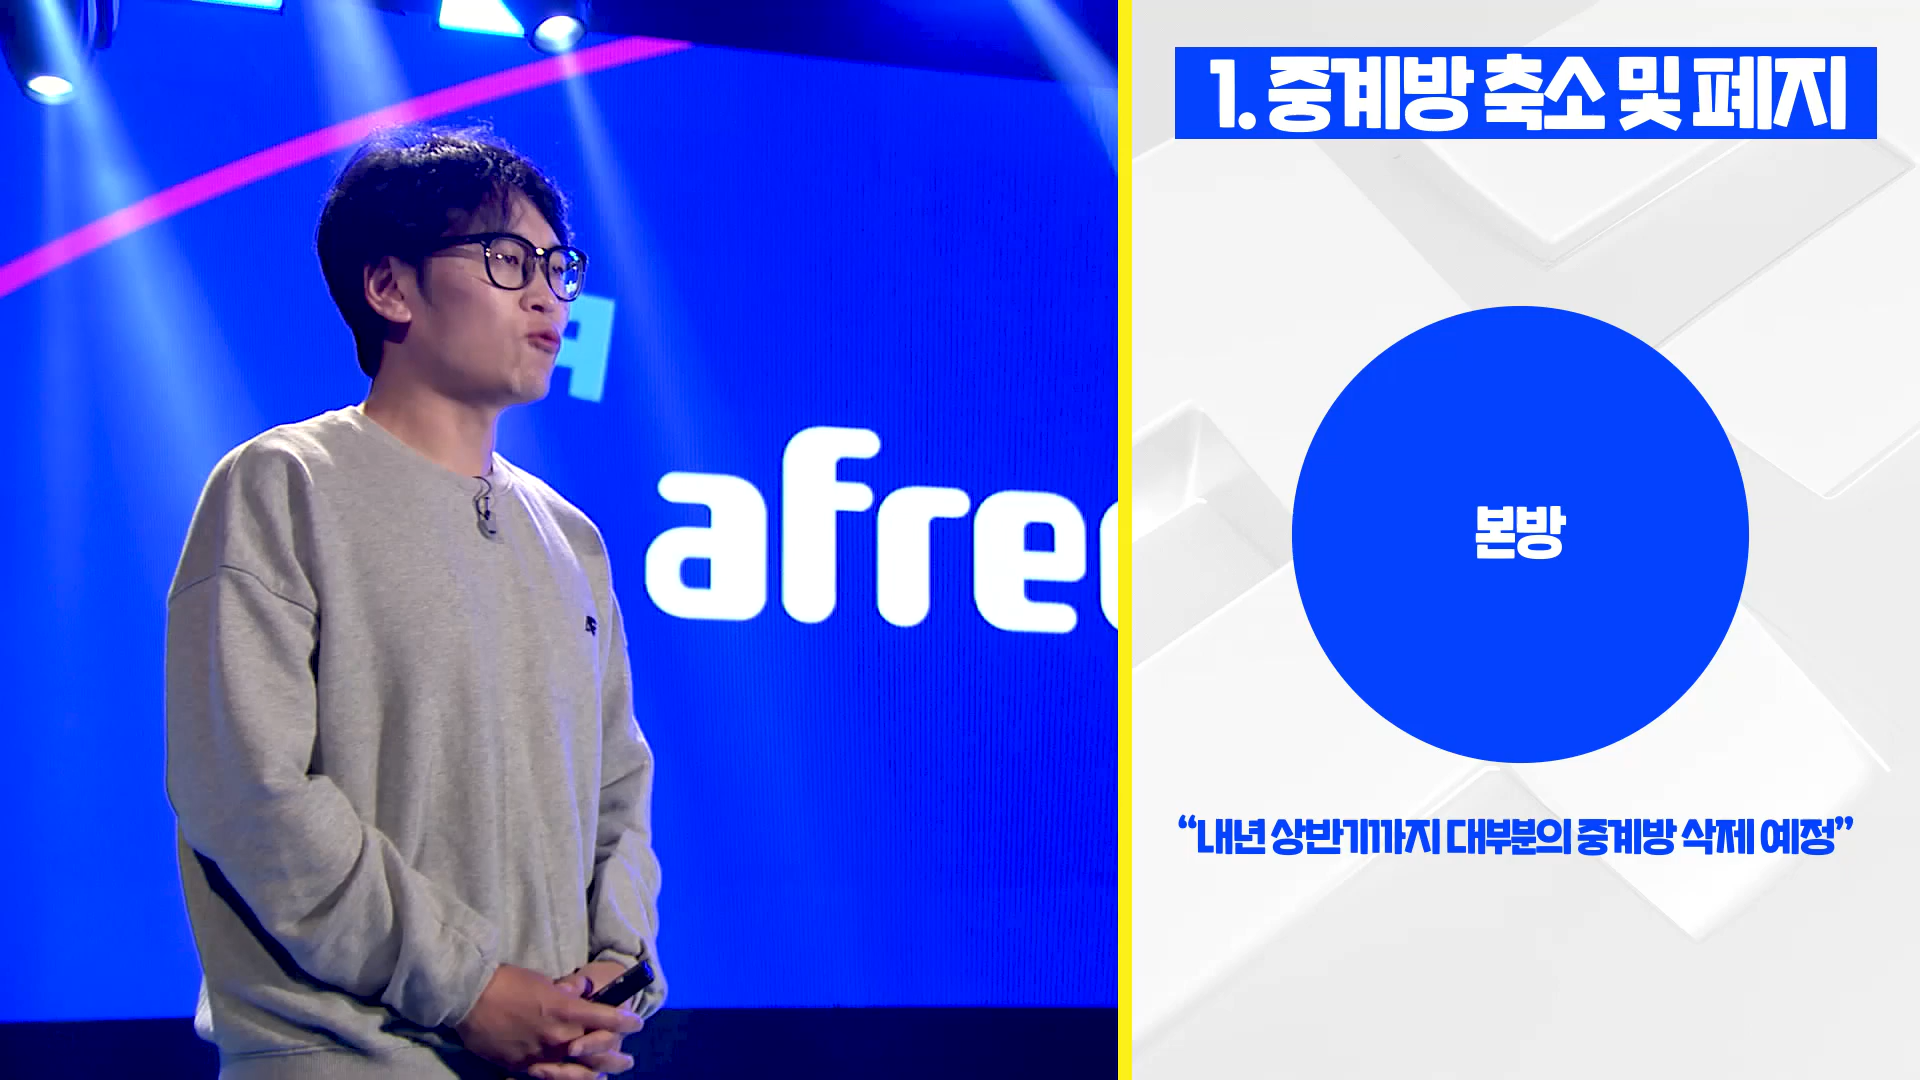 afree
1. 중계방 축소 및 폐지
본방
“내년 상반기까지 대부분의 중계방 삭제 예정”